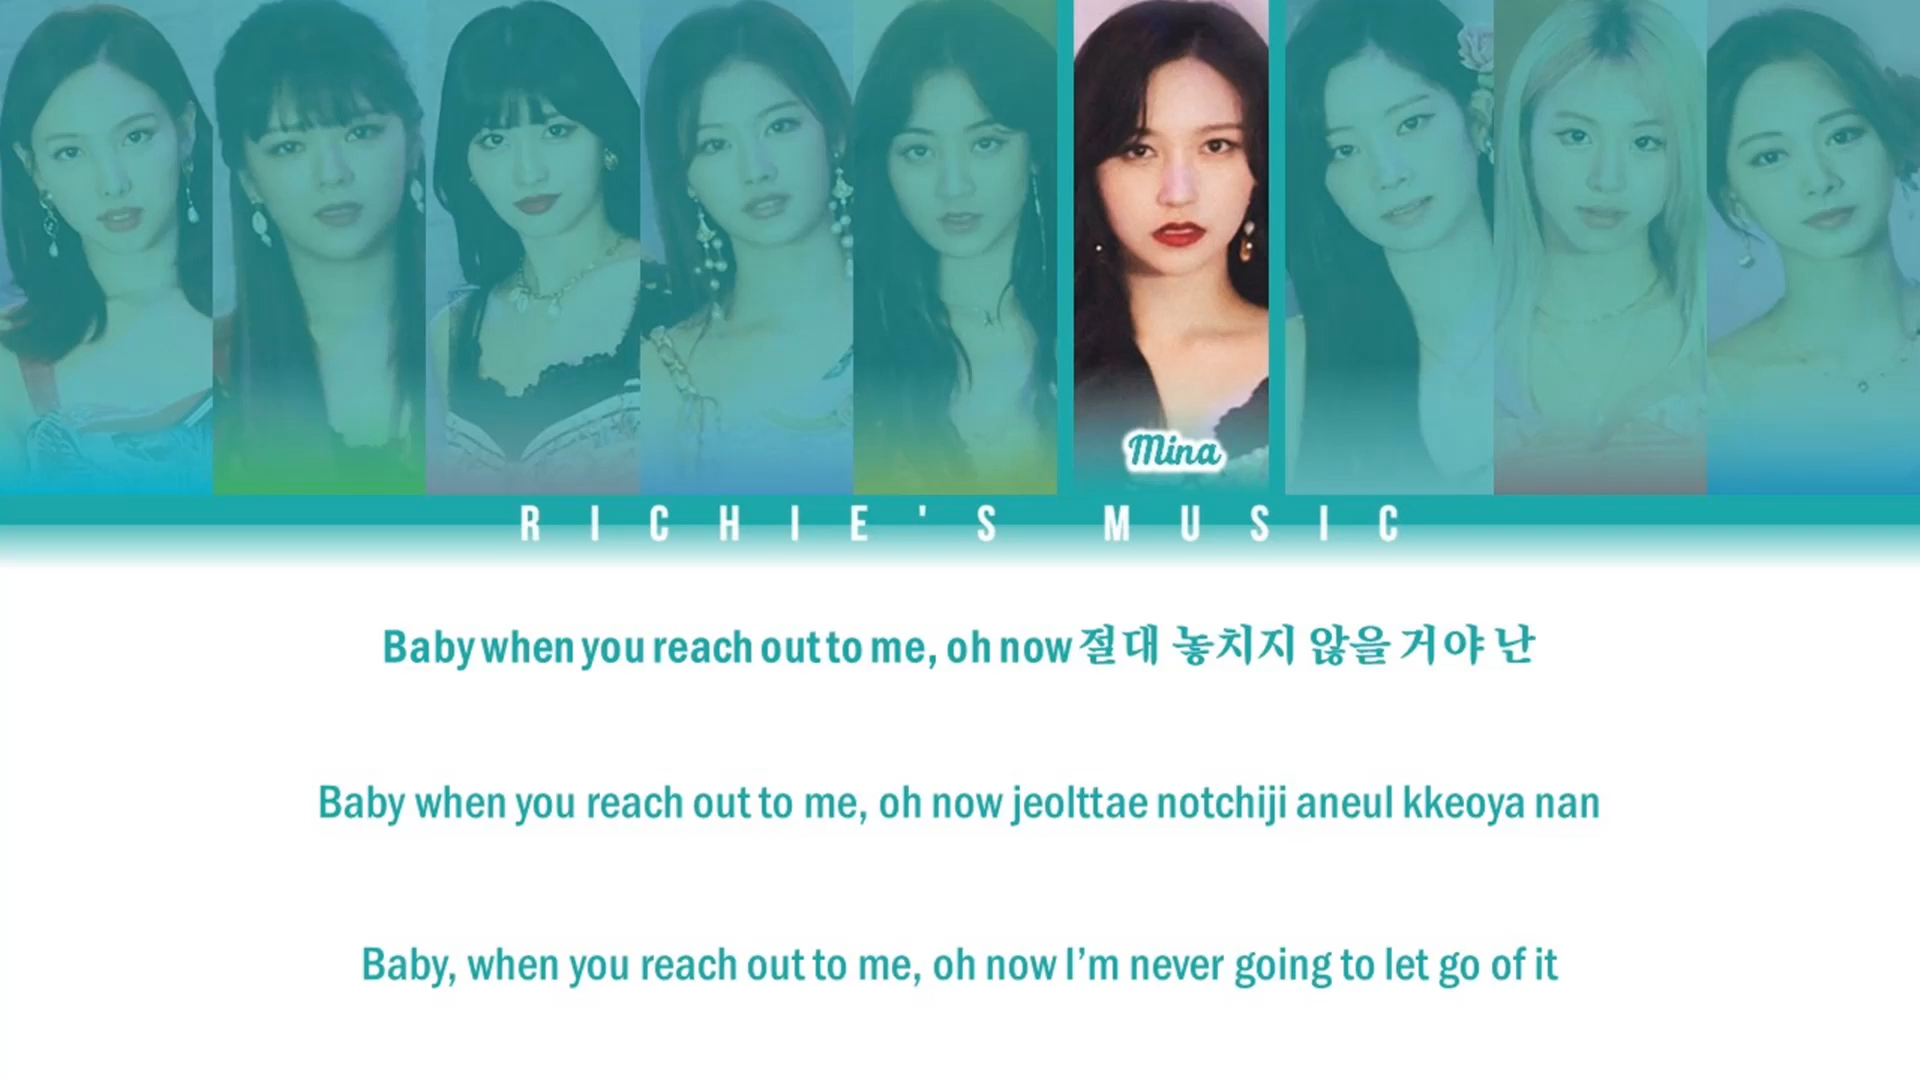 Mina
RICHIE'S MUSIC
Baby when you reach out to me, oh now 절대 놓치지 않을 거야 난
Baby when you reach out to me, oh now jeolttae notchiji aneul kkeoya nan
Baby, when you reach out to me, oh now I’m never going to let go of it